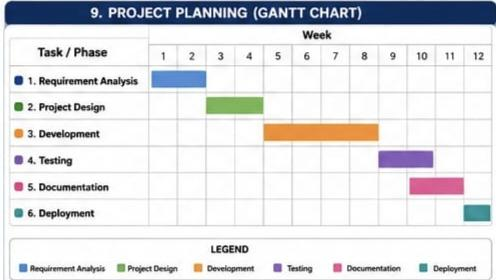 9. PROJECT PLANNING (GANTT CHART)
Task / Phase
Week
1 2 3 4 5 6 7 8 9 10 11 12
1. Requirement Analysis
2. Project Design
3. Development
4. Testing
5. Documentation
6. Deployment
LEGEND
Requirement Analysis Project Design Development Testing Documentation Deployment